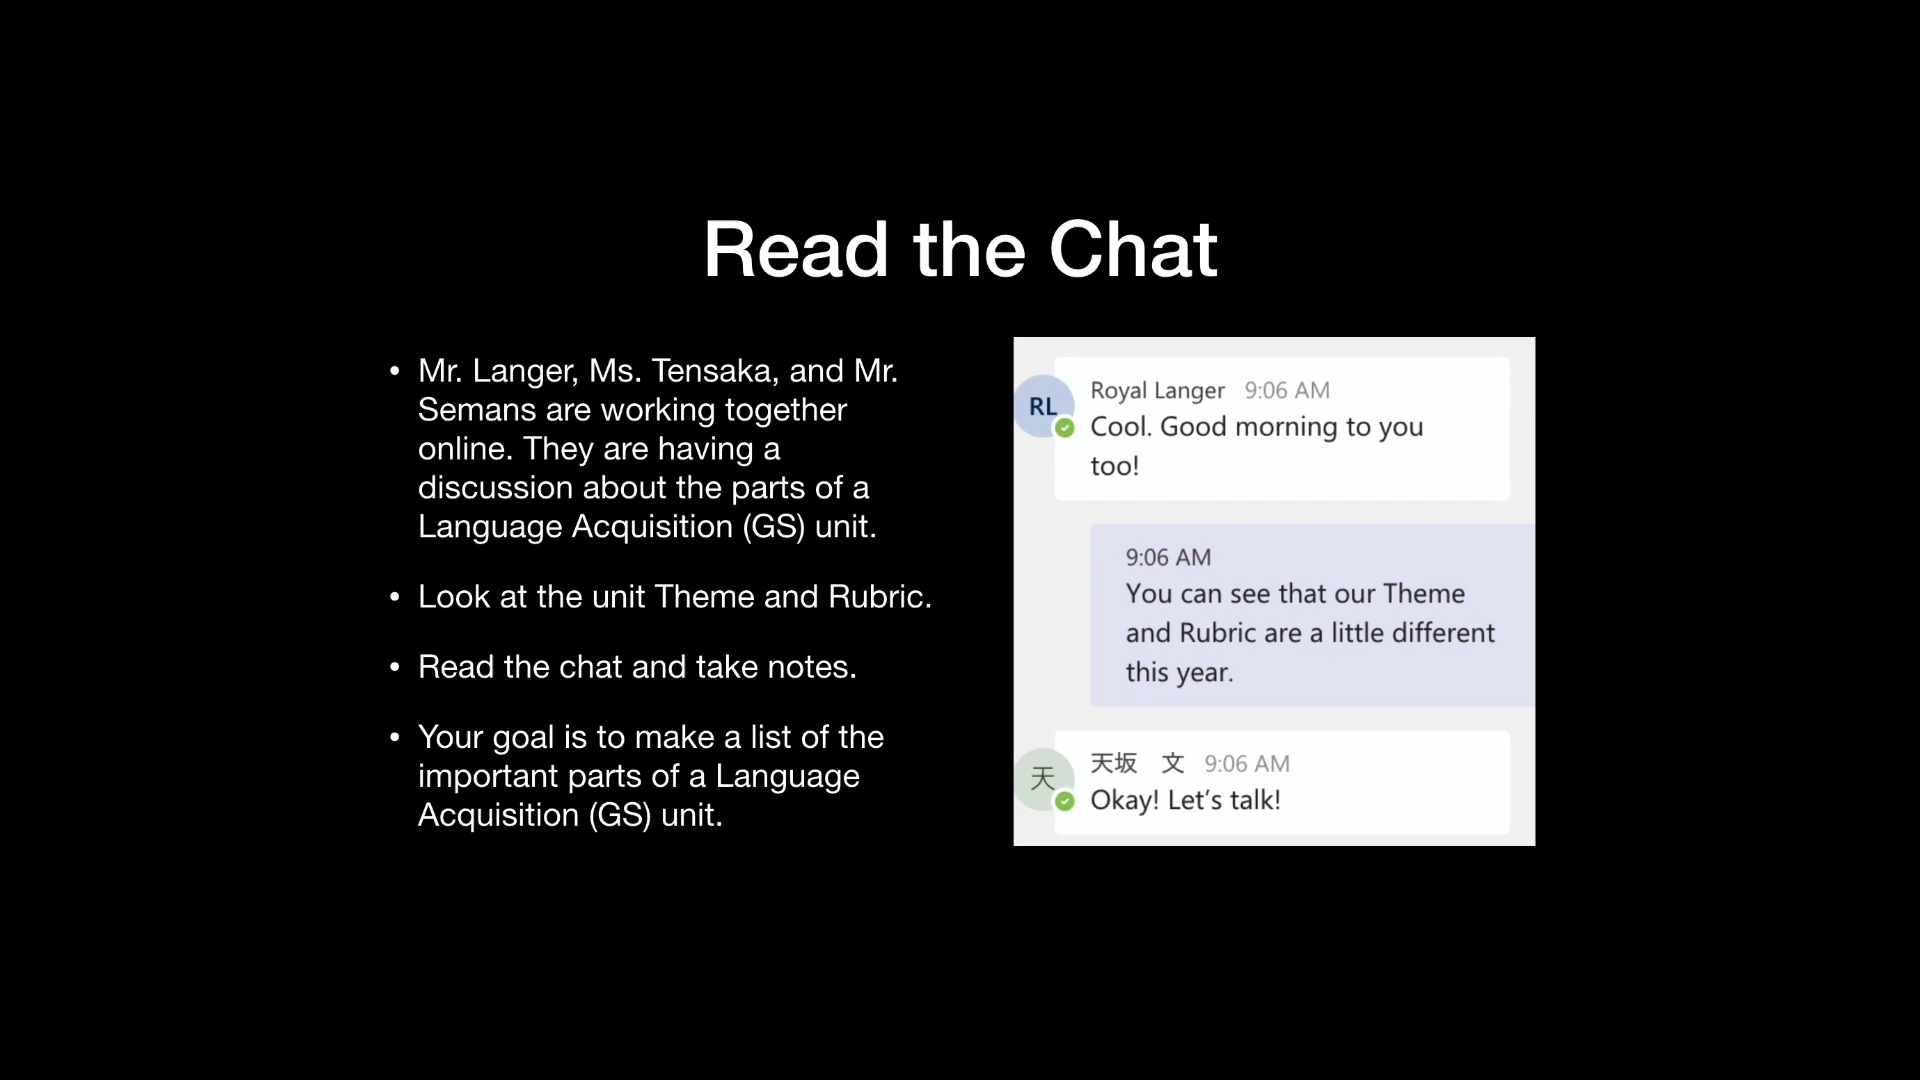 Read the Chat
• Mr. Langer, Ms. Tensaka, and Mr.
Semans are working together
online. They are having a
discussion about the parts of a
Language Acquisition (GS) unit.
• Look at the unit Theme and Rubric.
• Read the chat and take notes.
• Your goal is to make a list of the
important parts of a Language
Acquisition (GS) unit.
RL
Royal Langer 9:06 AM
Cool. Good morning to you
too!
9:06 AM
You can see that our Theme
and Rubric are a little different
this year.
天
天坂　文 9:06 AM
Okay! Let’s talk!